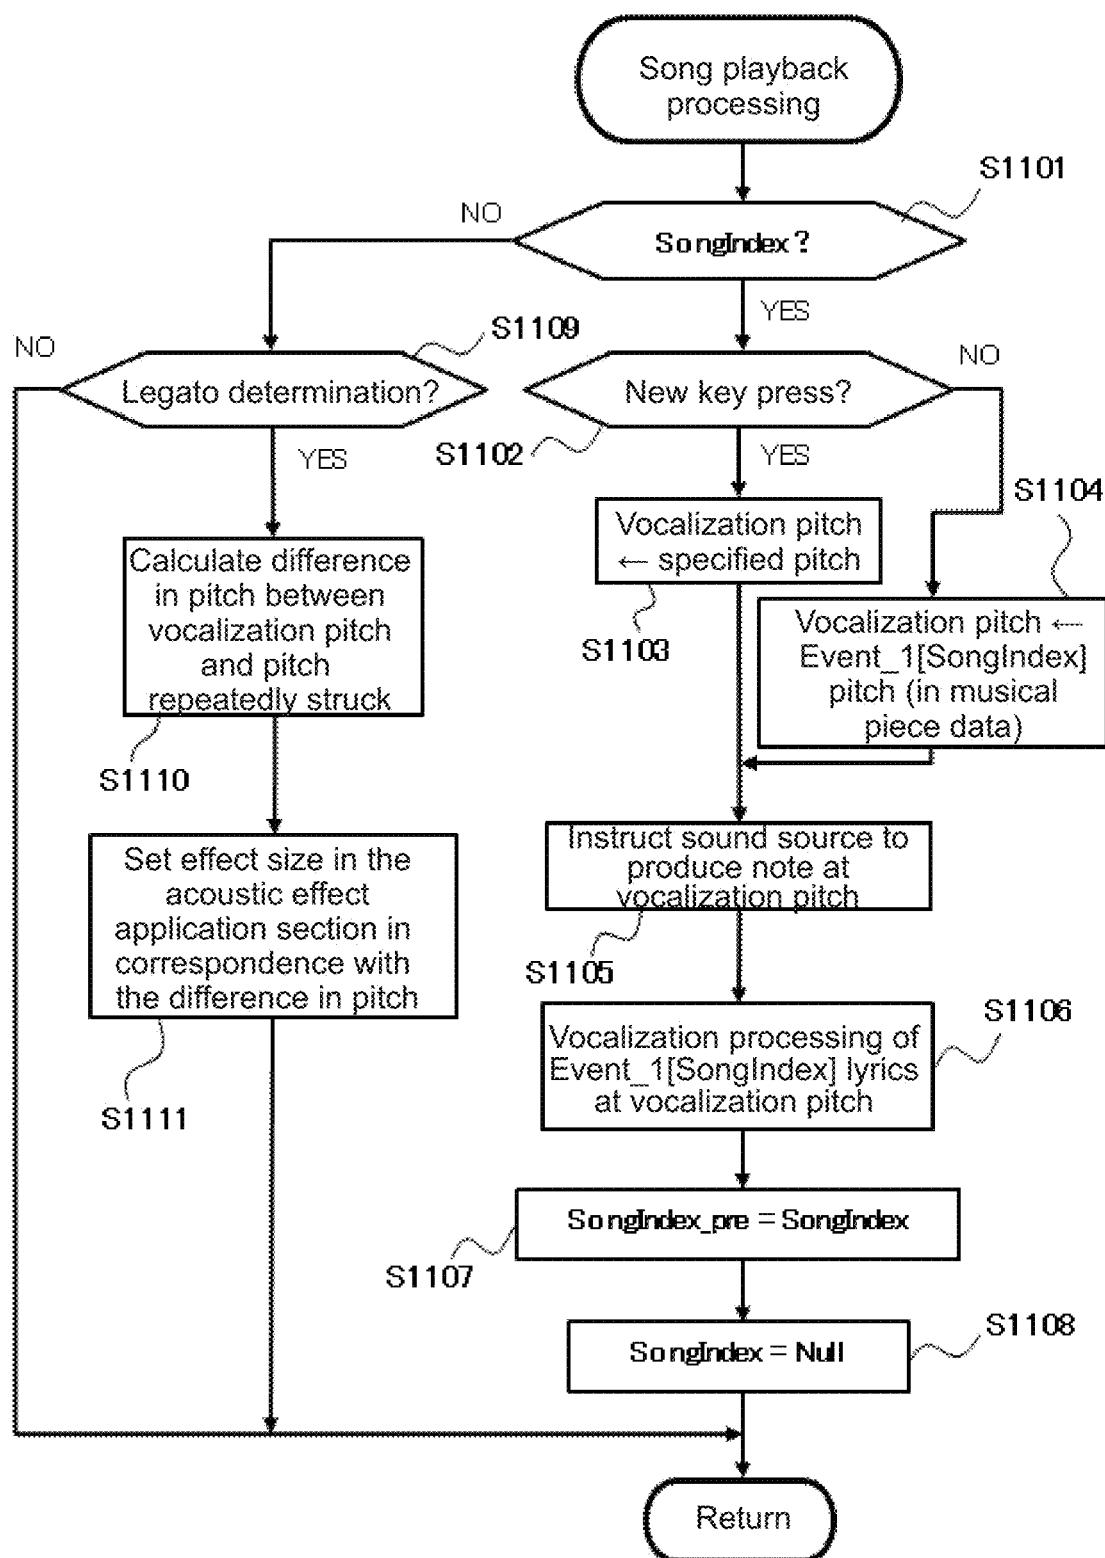 Song playback
processing
S1101
NO
SongIndex?
YES
S1109
NO
Legato determination?
NO
New key press?
S1102
YES
YES
S1104
Vocalization pitch
← specified pitch
Calculate difference
in pitch between
vocalization pitch
and pitch
repeatedly struck
S1103
Vocalization pitch ←
Event_1[SongIndex]
pitch (in musical
piece data)
S1110
Instruct sound source to
produce note at
vocalization pitch
Set effect size in the
acoustic effect
application section in
correspondence with
the difference in pitch
S1105
S1106
Vocalization processing of
Event_1[SongIndex] lyrics
at vocalization pitch
S1111
SongIndex_pre = SongIndex
S1107
S1108
SongIndex = Null
Return